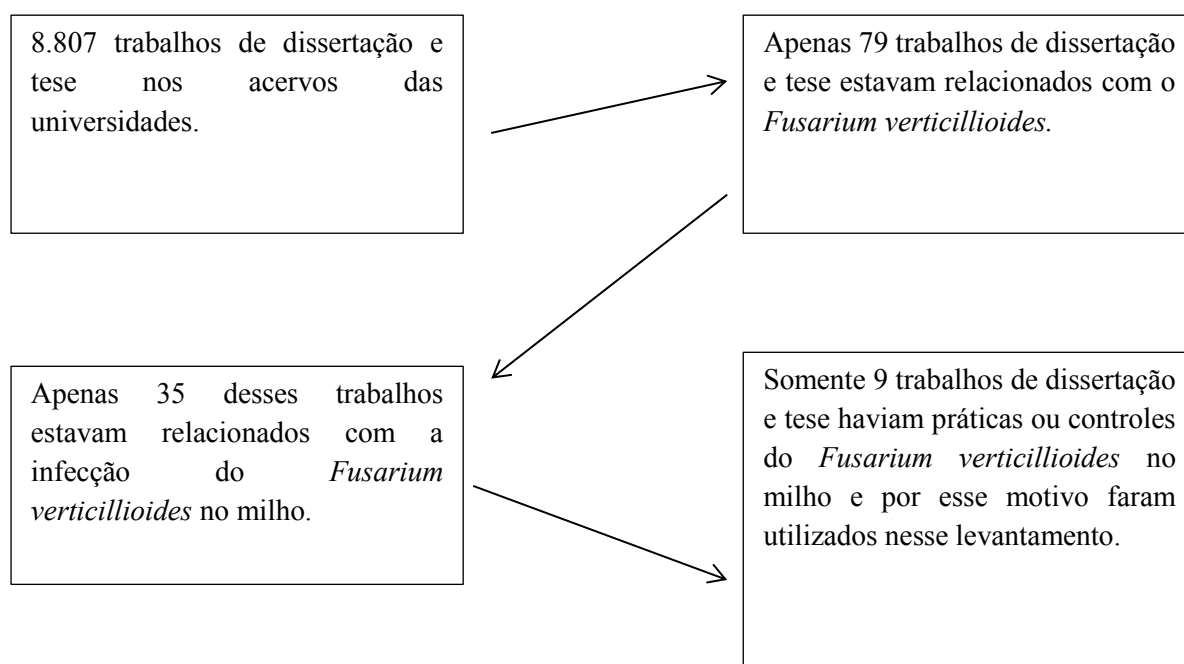 8.807 trabalhos de dissertação e
tese nos acervos das
universidades.
Apenas 79 trabalhos de dissertação
e tese estavam relacionados com o
Fusarium verticillioides.
Apenas 35 desses trabalhos
estavam relacionados com a
infecção do Fusarium
verticillioides no milho.
Somente 9 trabalhos de dissertação
e tese haviam práticas ou controles
do Fusarium verticillioides no
milho e por esse motivo faram
utilizados nesse levantamento.